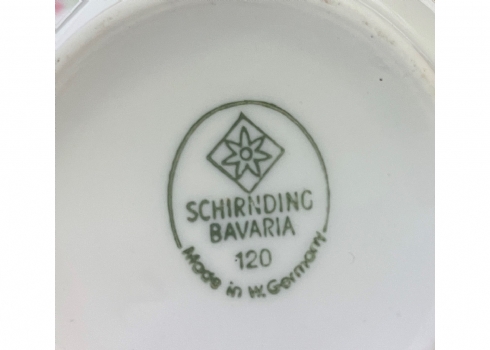 SCHIRNDING
BAVARIA
120
Made in W. Germany